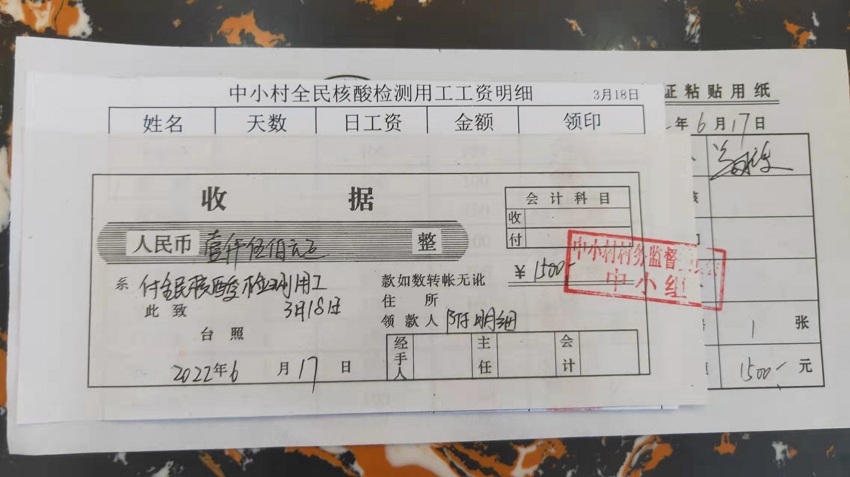 中小村全民核酸检测用工工资明细 3月18日
姓名 天数 日工资 金额 领印
收 据
会计科目
收
付
人民币 壹仟伍佰元 整
¥1500-
系 付全民核酸检测用工
3月18日
款如数转帐无讹
此致
住 所
台照
领款人 附明细
2022年6月17日
经手人 主任 会计
证粘贴用纸
年6月17日
1 张
1500- 元
中小村村务监督
中小组